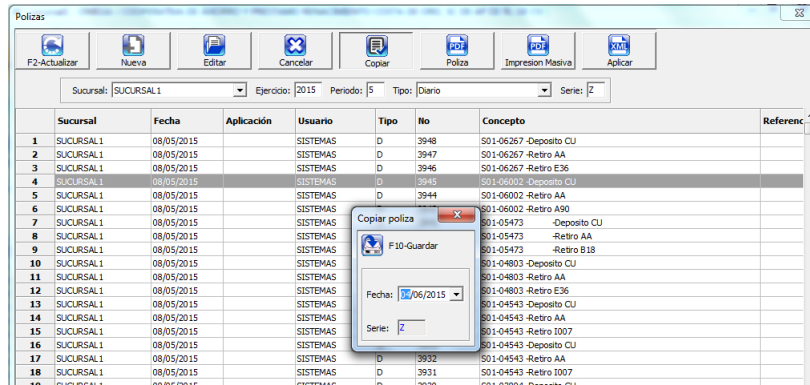 Polizas
F2-Actualizar Nueva Editar Cancelar Copiar Poliza Impresion Masiva Aplicar
Sucursal: SUCURSAL1 Ejercicio: 2015 Periodo: 5 Tipo: Diario Serie: Z
Sucursal Fecha Aplicación Usuario Tipo No Concepto Referenc
1 SUCURSAL1 08/05/2015 SISTEMAS D 3948 S01-06267 -Deposito CU
2 SUCURSAL1 08/05/2015 SISTEMAS D 3947 S01-06267 -Retiro AA
3 SUCURSAL1 08/05/2015 SISTEMAS D 3946 S01-06267 -Retiro E36
4 SUCURSAL1 08/05/2015 SISTEMAS D 3945 S01-06002 -Deposito CU
5 SUCURSAL1 08/05/2015 SISTEMAS D 3944 S01-06002 -Retiro AA
6 SUCURSAL1 08/05/2015 SISTEMAS S01-06002 -Retiro A90
7 SUCURSAL1 08/05/2015 SISTEMAS S01-05473 -Deposito CU
8 SUCURSAL1 08/05/2015 SISTEMAS S01-05473 -Retiro AA
9 SUCURSAL1 08/05/2015 SISTEMAS S01-05473 -Retiro B18
10 SUCURSAL1 08/05/2015 SISTEMAS S01-04803 -Deposito CU
11 SUCURSAL1 08/05/2015 SISTEMAS S01-04803 -Retiro AA
12 SUCURSAL1 08/05/2015 SISTEMAS S01-04803 -Retiro E36
13 SUCURSAL1 08/05/2015 SISTEMAS S01-04543 -Deposito CU
14 SUCURSAL1 08/05/2015 SISTEMAS S01-04543 -Retiro AA
15 SUCURSAL1 08/05/2015 SISTEMAS S01-04543 -Retiro I007
16 SUCURSAL1 08/05/2015 SISTEMAS S01-04543 -Deposito CU
17 SUCURSAL1 08/05/2015 SISTEMAS D 3932 S01-04543 -Retiro AA
18 SUCURSAL1 08/05/2015 SISTEMAS D 3931 S01-04543 -Retiro I007
Copiar poliza
F10-Guardar
Fecha: 04/06/2015
Serie: Z